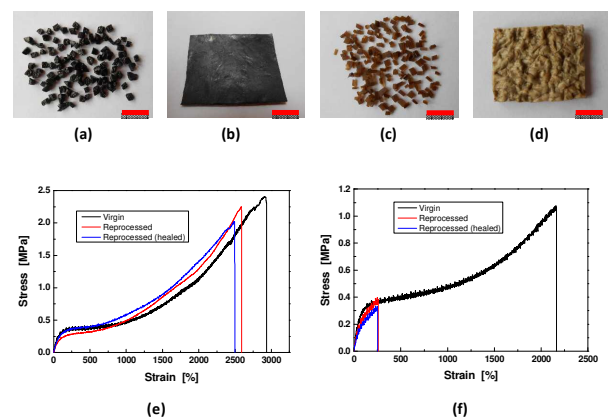 (a)
(b)
(c)
(d)
2.5
2.0
1.5
1.0
0.5
0.0
Stress [MPa]
Virgin
Reprocessed
Reprocessed (healed)
0
500
1000
1500
2000
2500
3000
Strain [%]
(e)
1.2
1.0
0.8
0.6
0.4
0.2
0.0
Stress [MPa]
Virgin
Reprocessed
Reprocessed (healed)
0
500
1000
1500
2000
2500
Strain [%]
(f)